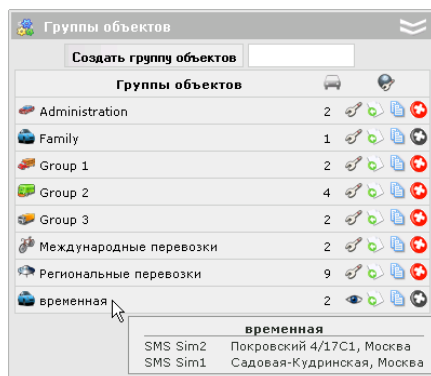 Группы объектов
Создать группу объектов
Группы объектов
Administration 2
Family 1
Group 1 2
Group 2 4
Group 3 2
Международные перевозки 2
Региональные перевозки 9
временная 2
временная
SMS Sim2 Покровский 4/17С1, Москва
SMS Sim1 Садовая-Кудринская, Москва